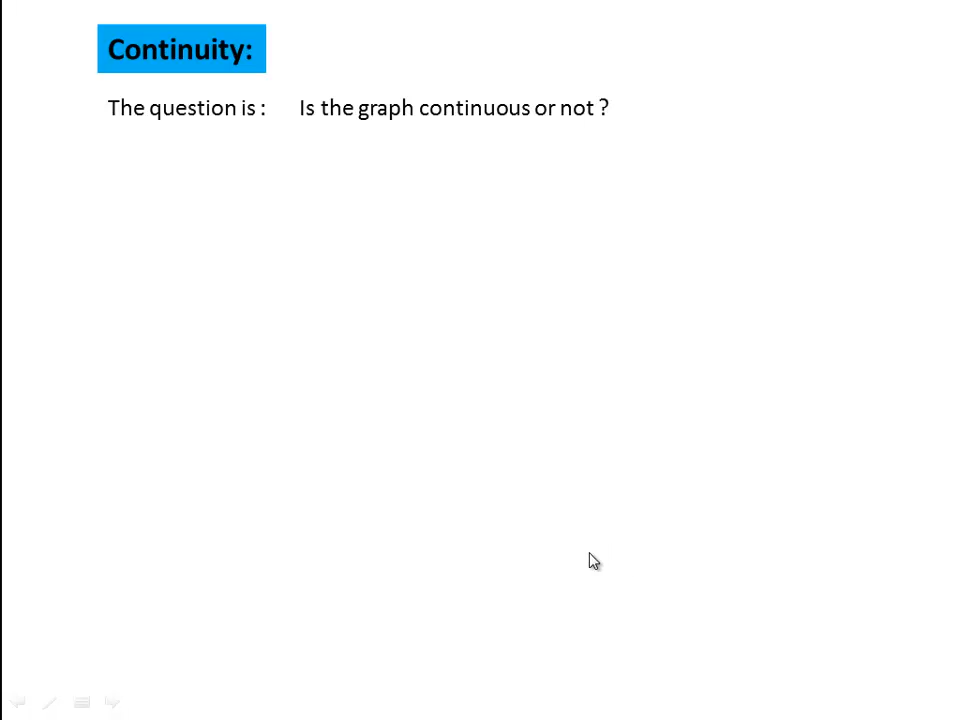 Continuity:
The question is : Is the graph continuous or not ?